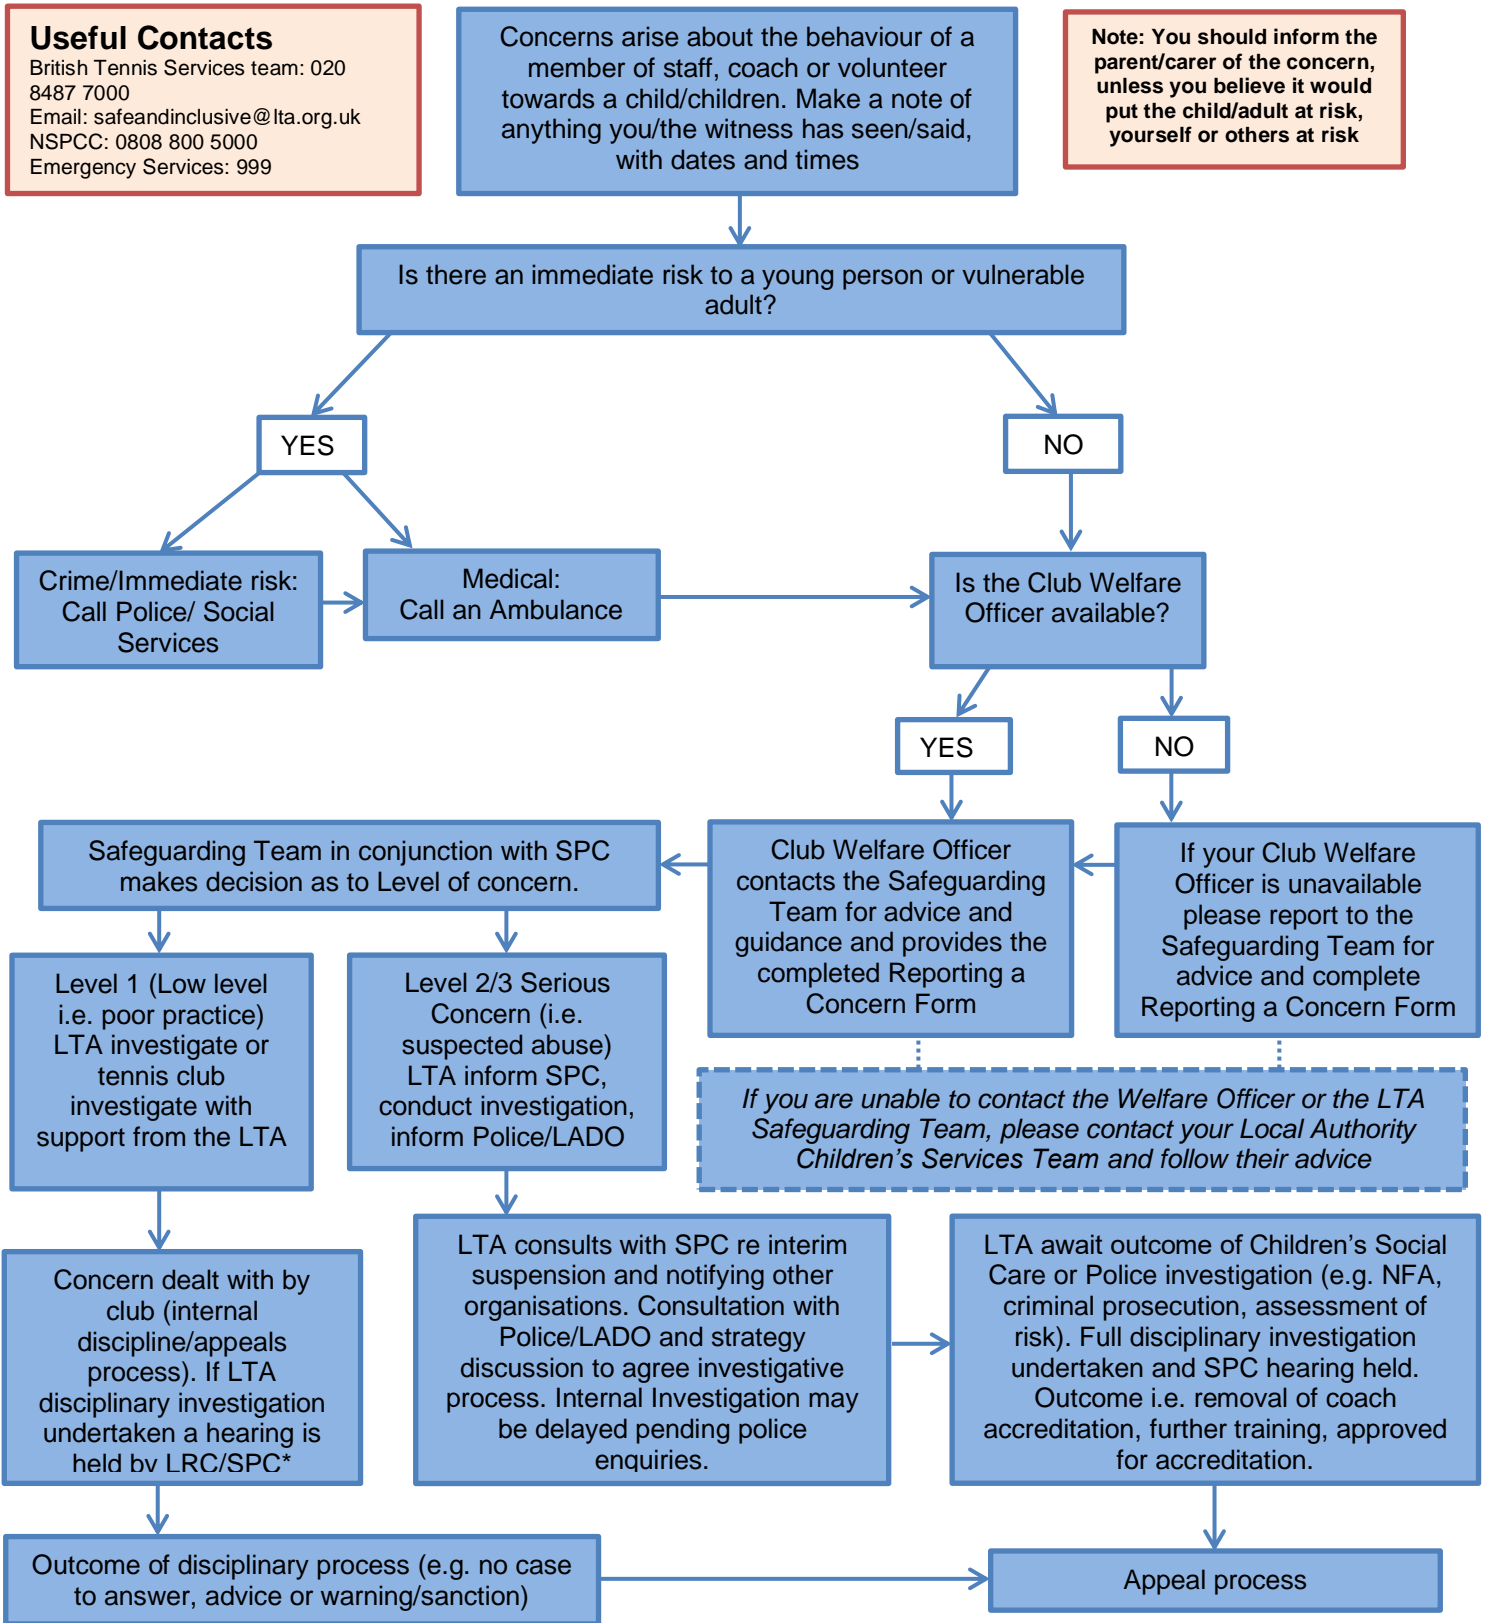 Useful Contacts
British Tennis Services team: 020
8487 7000
Email: safeandinclusive@lta.org.uk
NSPCC: 0808 800 5000
Emergency Services: 999
Concerns arise about the behaviour of a
member of staff, coach or volunteer
towards a child/children. Make a note of
anything you/the witness has seen/said,
with dates and times
Note: You should inform the
parent/carer of the concern,
unless you believe it would
put the child/adult at risk,
yourself or others at risk
Is there an immediate risk to a young person or vulnerable
adult?
YES
NO
Crime/Immediate risk:
Call Police/ Social
Services
Medical:
Call an Ambulance
Is the Club Welfare
Officer available?
YES
NO
Safeguarding Team in conjunction with SPC
makes decision as to Level of concern.
Club Welfare Officer
contacts the Safeguarding
Team for advice and
guidance and provides the
completed Reporting a
Concern Form
If your Club Welfare
Officer is unavailable
please report to the
Safeguarding Team for
advice and complete
Reporting a Concern Form
Level 1 (Low level
i.e. poor practice)
LTA investigate or
tennis club
investigate with
support from the LTA
Level 2/3 Serious
Concern (i.e.
suspected abuse)
LTA inform SPC,
conduct investigation,
inform Police/LADO
If you are unable to contact the Welfare Officer or the LTA
Safeguarding Team, please contact your Local Authority
Children's Services Team and follow their advice
Concern dealt with by
club (internal
discipline/appeals
process). If LTA
disciplinary investigation
undertaken a hearing is
held by LRC/SPC*
LTA consults with SPC re interim
suspension and notifying other
organisations. Consultation with
Police/LADO and strategy
discussion to agree investigative
process. Internal Investigation may
be delayed pending police
enquiries.
LTA await outcome of Children's Social
Care or Police investigation (e.g. NFA,
criminal prosecution, assessment of
risk). Full disciplinary investigation
undertaken and SPC hearing held.
Outcome i.e. removal of coach
accreditation, further training, approved
for accreditation.
Outcome of disciplinary process (e.g. no case
to answer, advice or warning/sanction)
Appeal process